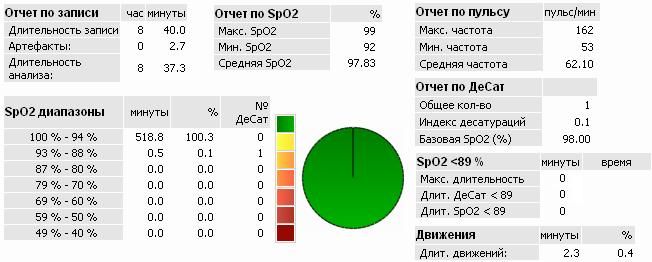 Отчет по записи час минуты
Длительность записи 8 40.0
Артефакты: 0 2.7
Длительность анализа: 8 37.3
Отчет по SpO2 %
Макс. SpO2 99
Мин. SpO2 92
Средняя SpO2 97.83
Отчет по пульсу пульс/мин
Макс. частота 162
Мин. частота 53
Средняя частота 62.10
Отчет по ДеСат
Общее кол-во 1
Индекс десатураций 0.1
Базовая SpO2 (%) 98.00
SpO2 диапазоны минуты % № ДеСат
100 % - 94 % 518.8 100.3 0
93 % - 88 % 0.5 0.1 1
87 % - 80 % 0.0 0.0 0
79 % - 70 % 0.0 0.0 0
69 % - 60 % 0.0 0.0 0
59 % - 50 % 0.0 0.0 0
49 % - 40 % 0.0 0.0 0
SpO2 <89 % минуты время
Макс. длительность 0
Длит. ДеСат < 89 0
Длит. SpO2 < 89 0
Движения минуты %
Длит. движений: 2.3 0.4